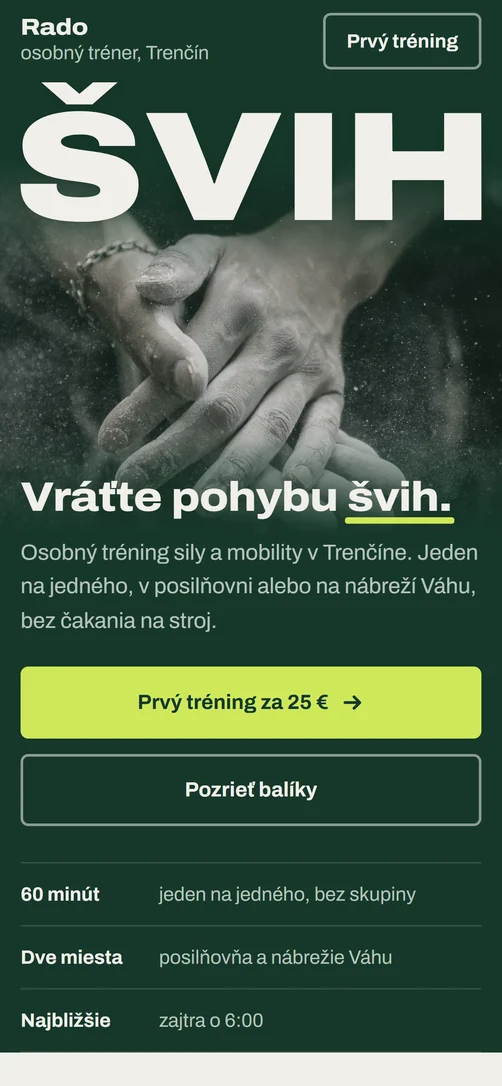 Rado
osobný tréner, Trenčín
Prvý tréning
ŠVIH
Vráťte pohybu švih.
Osobný tréning sily a mobility v Trenčíne. Jeden
na jedného, v posilňovni alebo na nábreží Váhu,
bez čakania na stroj.
Prvý tréning za 25 € →
Pozrieť balíky
60 minút jeden na jedného, bez skupiny
Dve miesta posilňovňa a nábrežie Váhu
Najbližšie zajtra o 6:00